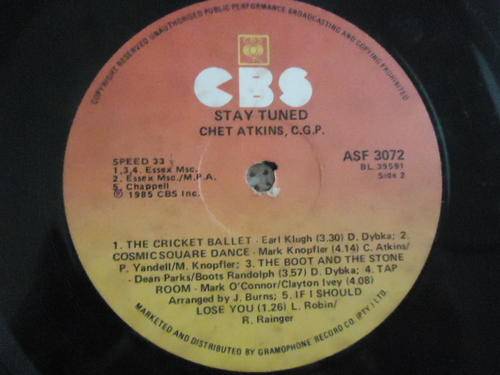 COPYRIGHT RESERVED UNAUTHORISED PUBLIC PERFORMANCE BROADCASTING AND COPYING PROHIBITED
CBS
STAY TUNED
CHET ATKINS, C.G.P.
SPEED 33⅓
1,3,4. Essex Msc.
2. Essex Msc./M.P.A.
5. Chappell
℗ 1985 CBS Inc.
ASF 3072
BL 39591
Side 2
1. THE CRICKET BALLET - Earl Klugh (3.30) D. Dybka; 2.
COSMIC SQUARE DANCE - Mark Knopfler (4.14) C. Atkins/
P. Yandell/M. Knopfler; 3. THE BOOT AND THE STONE
- Dean Parks/Boots Randolph (3.57) D. Dybka; 4. TAP
ROOM - Mark O'Connor/Clayton Ivey (4.08)
Arranged by J. Burns; 5. IF I SHOULD
LOSE YOU (1.26) L. Robin/
R. Rainger
MARKETED AND DISTRIBUTED BY GRAMOPHONE RECORD CO. (PTY.) LTD.